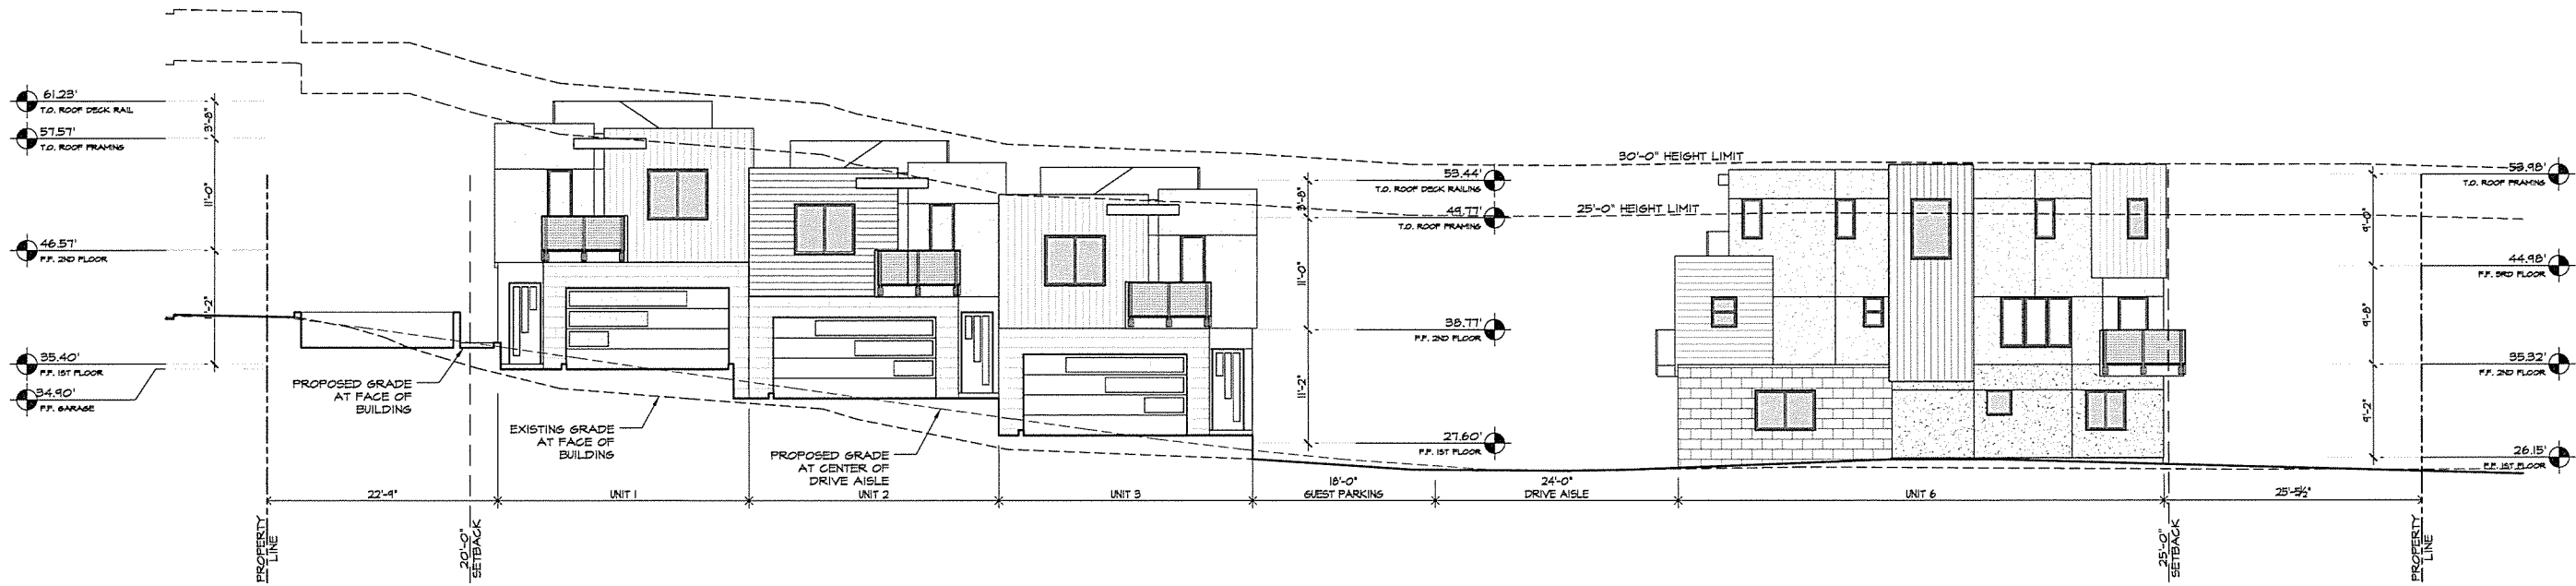 61.23'
T.O. ROOF DECK RAIL
57.57'
T.O. ROOF FRAMING
46.57'
F.F. 2ND FLOOR
35.40'
F.F. 1ST FLOOR
34.90'
F.F. GARAGE
3'-8"
11'-0"
PROPOSED GRADE
AT FACE OF
BUILDING
EXISTING GRADE
AT FACE OF
BUILDING
PROPOSED GRADE
AT CENTER OF
DRIVE AISLE
30'-0" HEIGHT LIMIT
25'-0" HEIGHT LIMIT
53.44'
T.O. ROOF DECK RAILING
49.77'
T.O. ROOF FRAMING
38.77'
F.F. 2ND FLOOR
27.60'
F.F. 1ST FLOOR
3'-8"
11'-0"
11'-2"
53.98'
T.O. ROOF FRAMING
44.98'
F.F. 3RD FLOOR
35.32'
F.F. 2ND FLOOR
26.15'
F.F. 1ST FLOOR
9'-0"
9'-8"
9'-2"
22'-9"
UNIT 1
UNIT 2
UNIT 3
18'-0"
GUEST PARKING
24'-0"
DRIVE AISLE
UNIT 6
25'-5½"
PROPERTY
LINE
20'-0"
SETBACK
25'-0"
SETBACK
PROPERTY
LINE